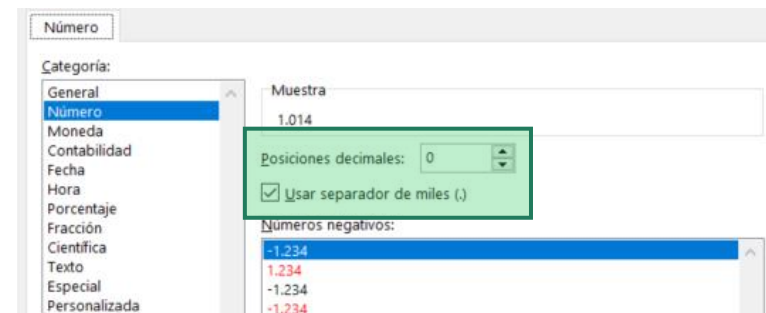 Número
Categoría:
General
Número
Moneda
Contabilidad
Fecha
Hora
Porcentaje
Fracción
Científica
Texto
Especial
Personalizada
Muestra
1.014
Posiciones decimales: 0
Usar separador de miles (.)
Números negativos:
-1.234
1.234
-1.234
-1.234